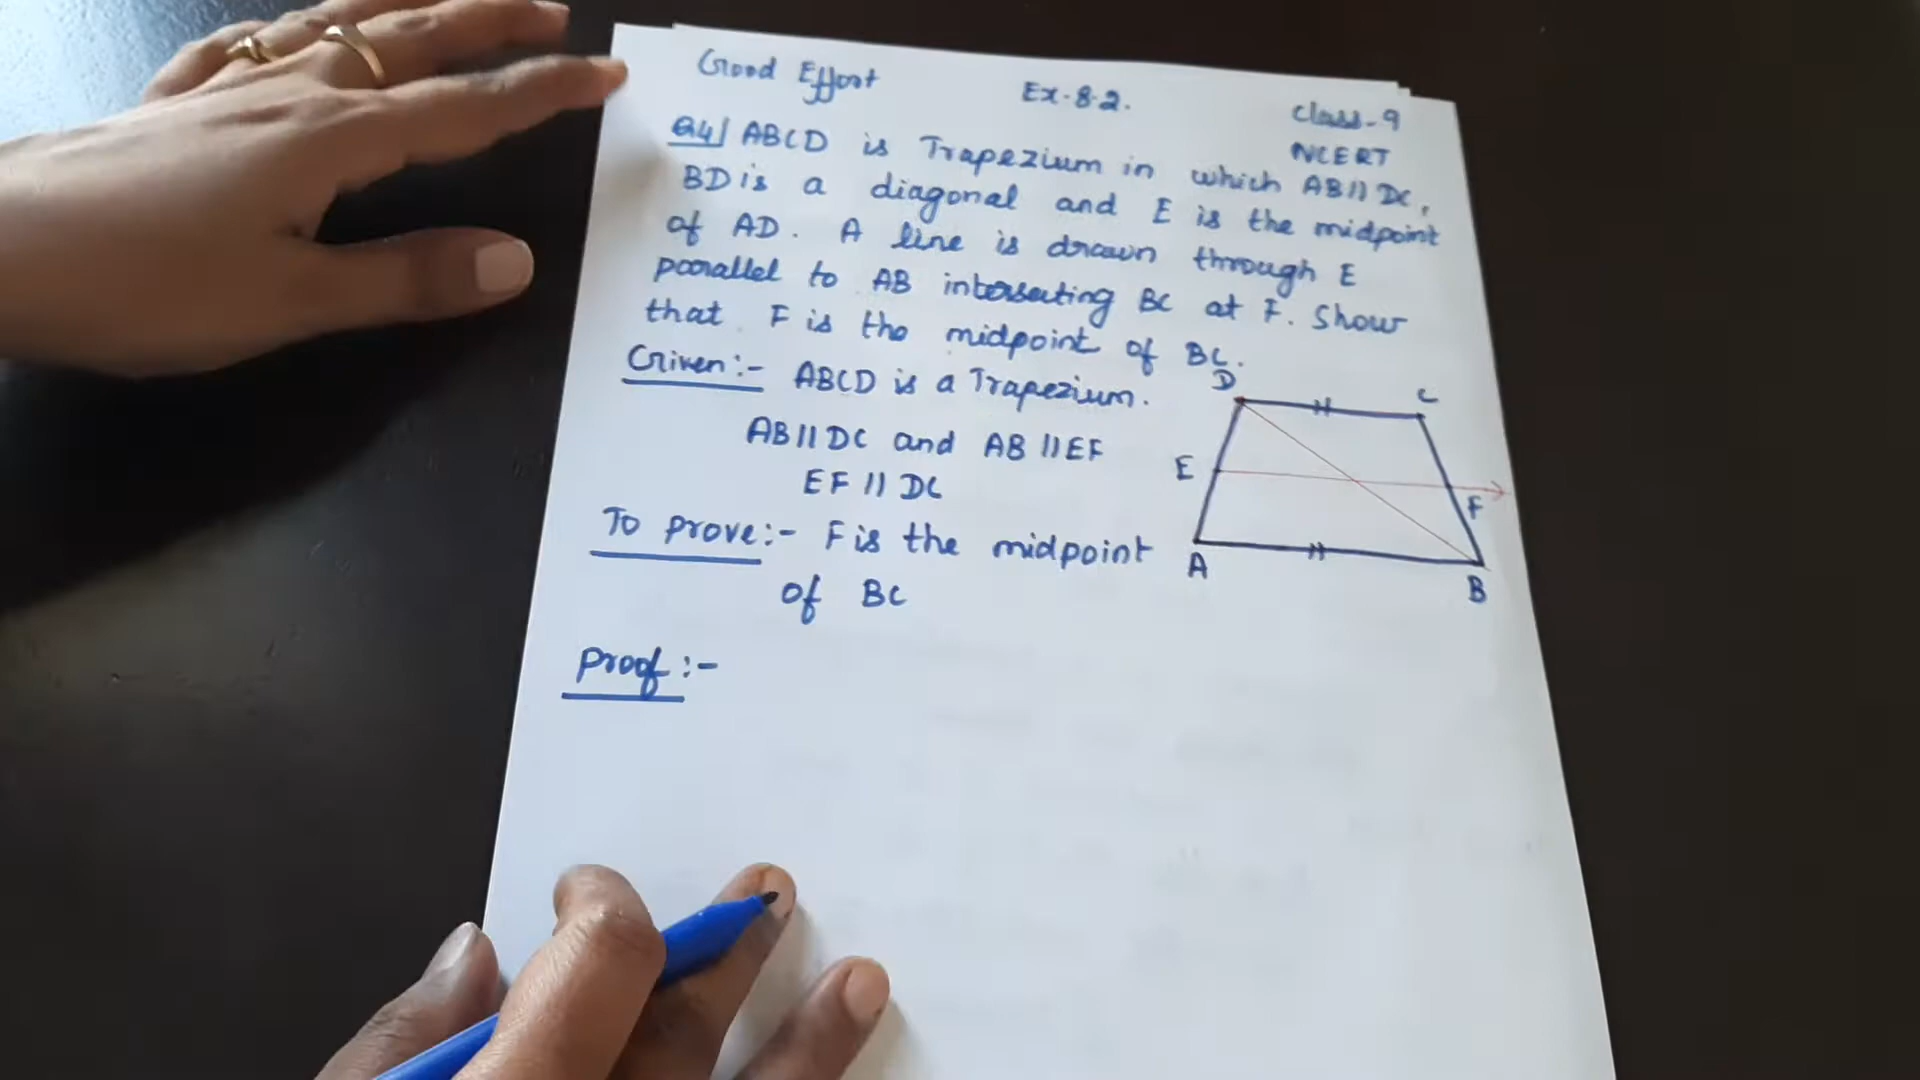 Good Effort
Ex-8.2.
Class-9
NCERT
Q4| ABCD is Trapezium in which AB || DC,
BD is a diagonal and E is the midpoint
of AD. A line is drawn through E
parallel to AB intersecting BC at F. Show
that F is the midpoint of BC.
Given:- ABCD is a Trapezium.
AB || DC and AB || EF
EF || DC
To prove:- F is the midpoint
of BC
Proof:-
D
C
E
F
A
B